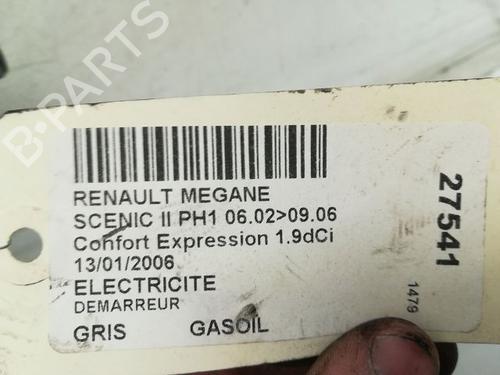 B-PARTS
RENAULT MEGANE
SCENIC II PH1 06.02>09.06
Confort Expression 1.9dCi
13/01/2006
ELECTRICITE
DEMARREUR
GRIS GASOIL
27541
1479